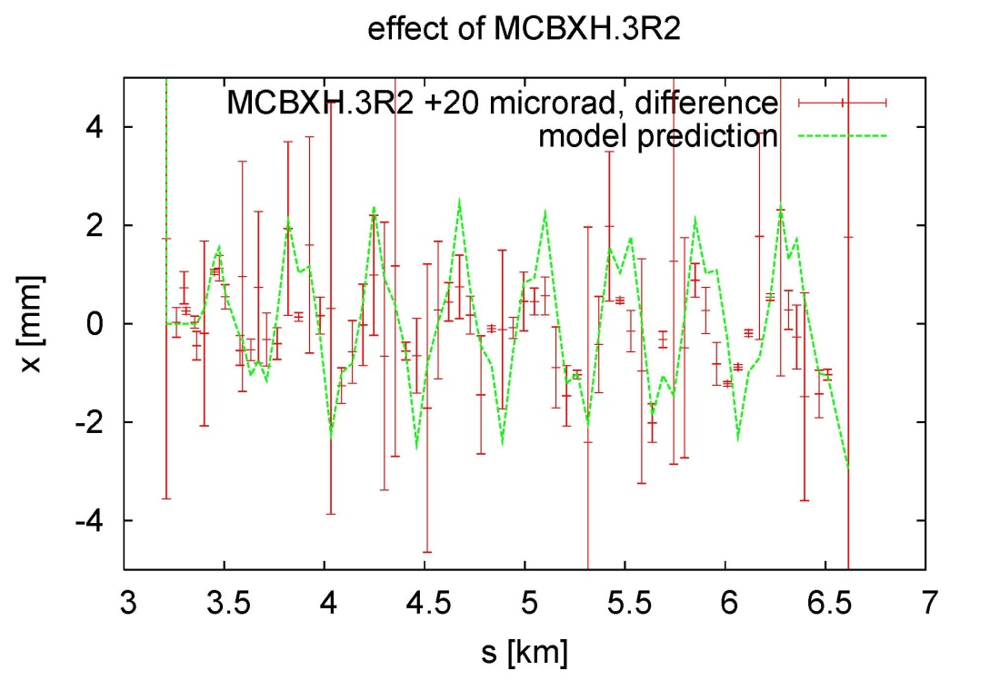 effect of MCBXH.3R2
MCBXH.3R2 +20 microrad, difference
model prediction
4
2
0
-2
-4
x [mm]
3 3.5 4 4.5 5 5.5 6 6.5 7
s [km]